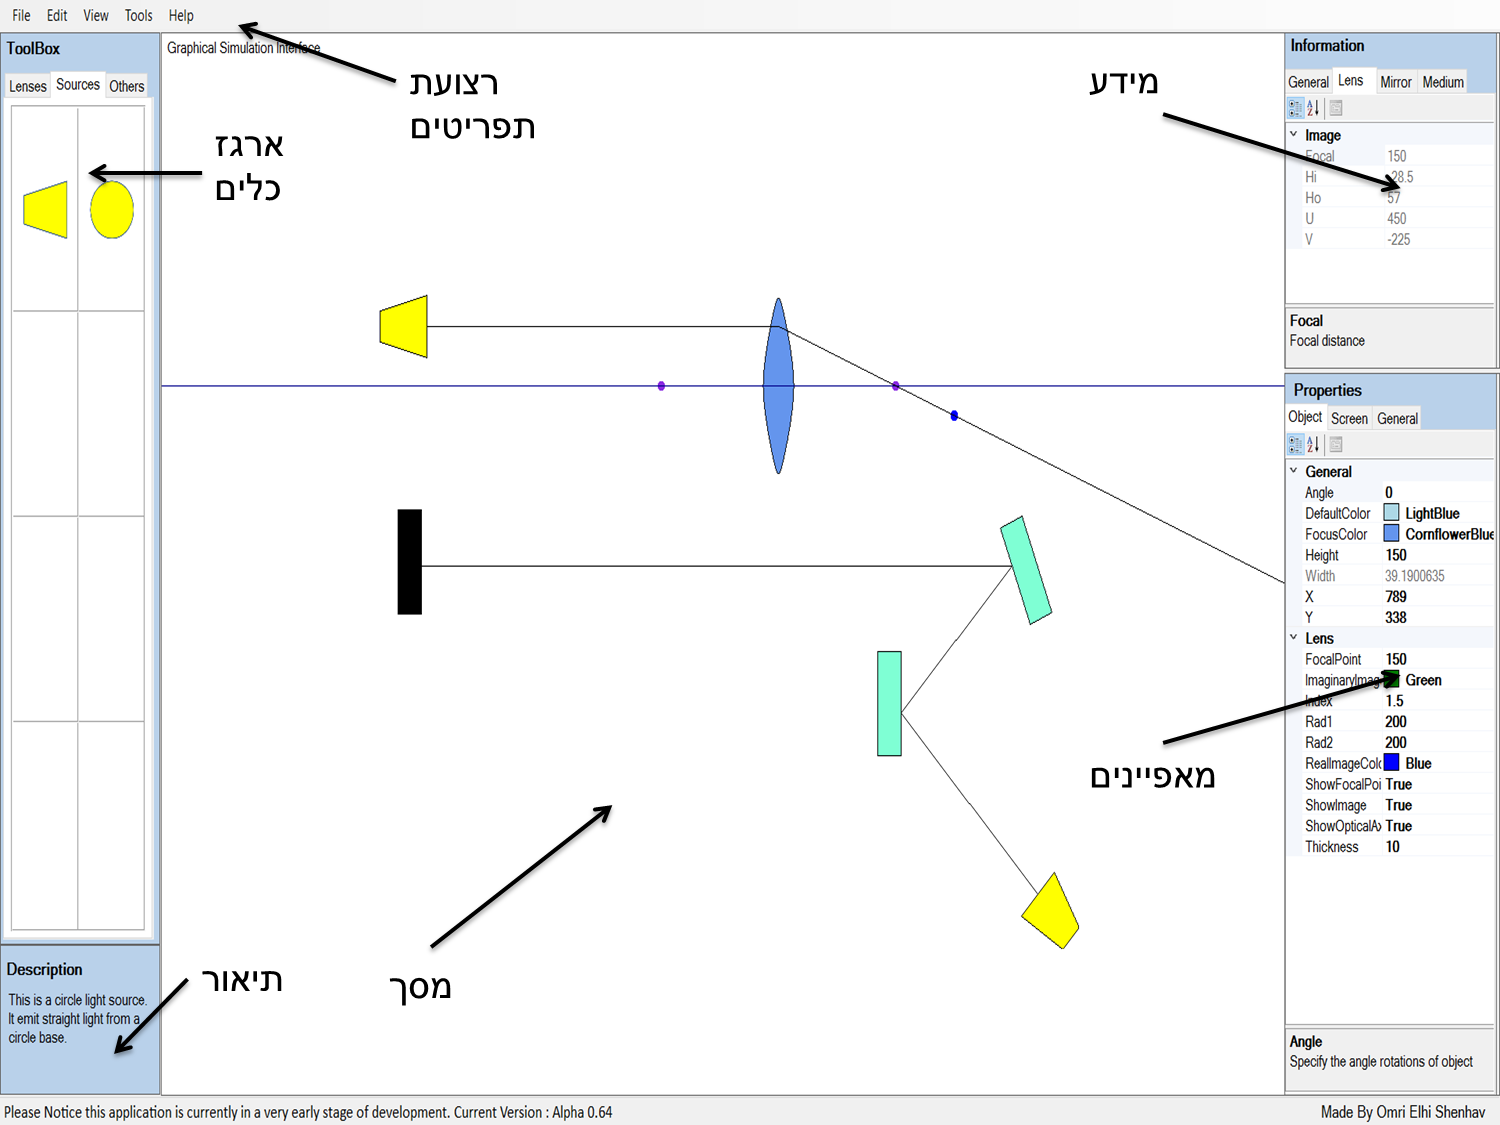 File Edit View Tools Help
ToolBox
Lenses Sources Others
Graphical Simulation Interface
רצועת
תפריטים
ארגז
כלים
מידע
Information
General Lens Mirror Medium
Image
Focal 150
Hi -28.5
Ho 57
U 450
V -225
Focal
Focal distance
Properties
Object Screen General
General
Angle 0
DefaultColor LightBlue
FocusColor CornflowerBlue
Height 150
Width 39.1900635
X 789
Y 338
Lens
FocalPoint 150
ImaginaryImag Green
Index 1.5
Rad1 200
Rad2 200
RealImageColo Blue
ShowFocalPoi True
ShowImage True
ShowOpticalAx True
Thickness 10
מאפיינים
Angle
Specify the angle rotations of object
Description
This is a circle light source.
It emit straight light from a
circle base.
תיאור
מסך
Please Notice this application is currently in a very early stage of development. Current Version : Alpha 0.64
Made By Omri Elhi Shenhav